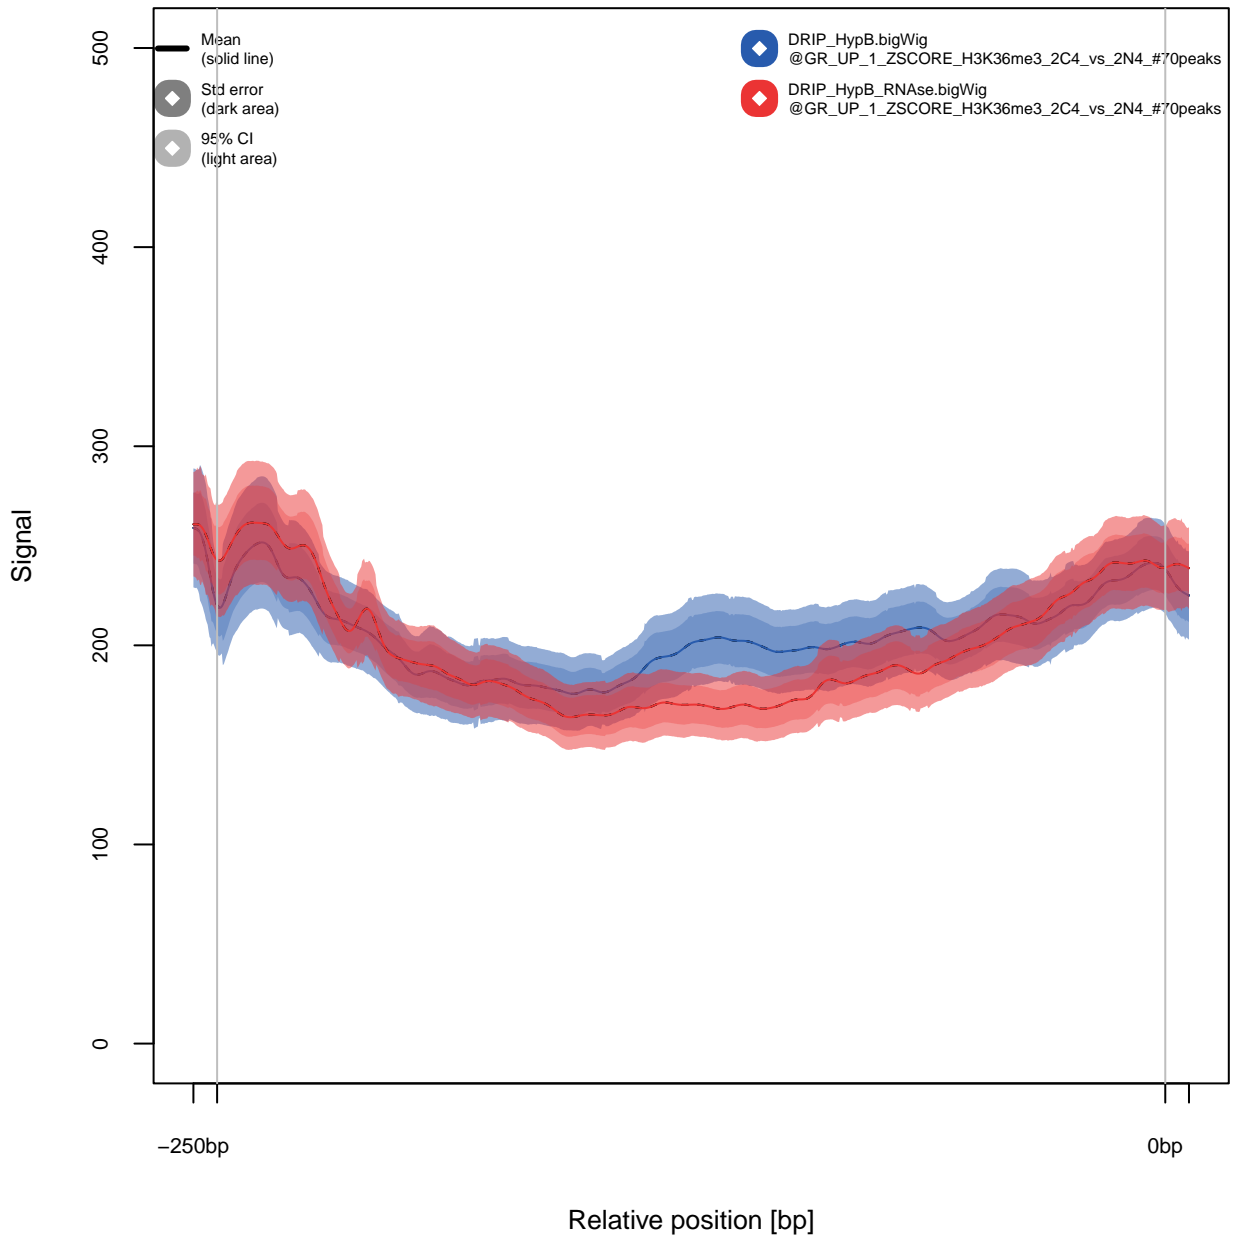 Mean
(solid line)
Std error
(dark area)
95% CI
(light area)
DRIP_HypB.bigWig
@GR_UP_1_ZSCORE_H3K36me3_2C4_vs_2N4_#70peaks
DRIP_HypB_RNAse.bigWig
@GR_UP_1_ZSCORE_H3K36me3_2C4_vs_2N4_#70peaks
500
400
300
200
100
0
Signal
−250bp
0bp
Relative position [bp]